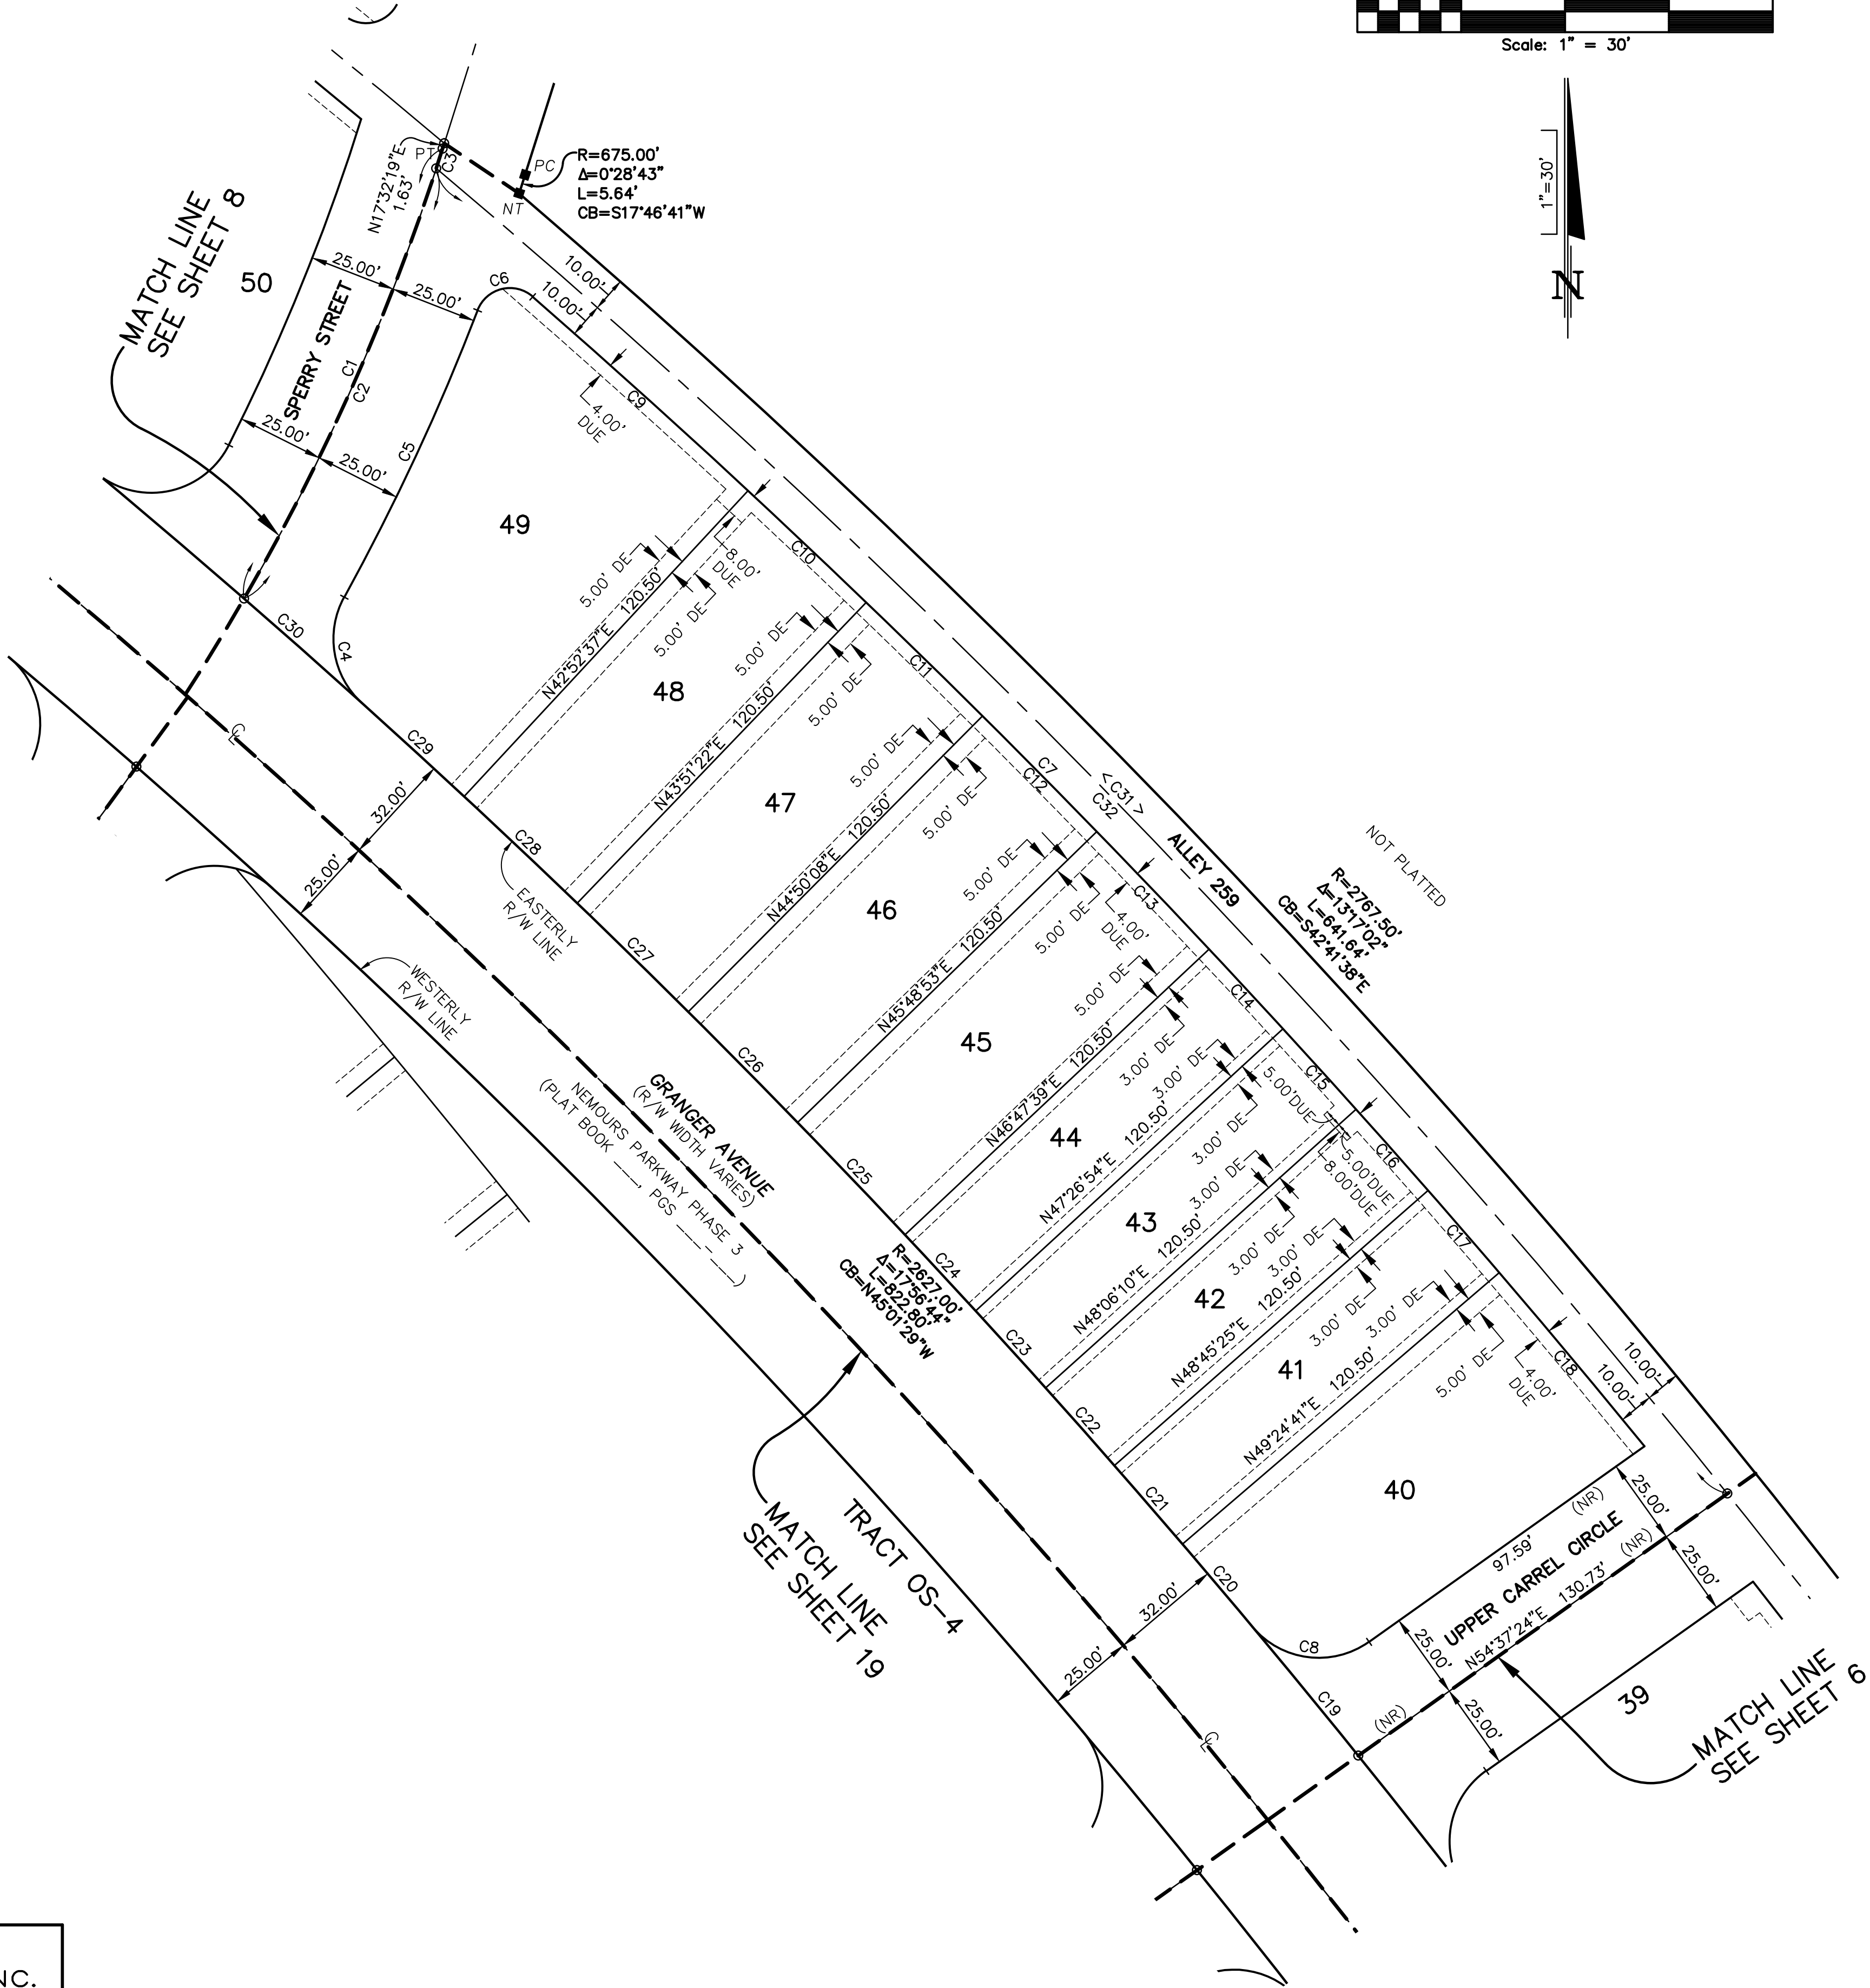 Scale: 1" = 30'
1"=30'
N
R=675.00'
Δ=0°28'43"
L=5.64'
CB=S17°46'41"W
PC
PT
NT
C3
N17°32'19"E
1.63'
MATCH LINE
SEE SHEET 8
50
25.00'
25.00'
SPERRY STREET
C1
C2
25.00'
25.00'
C5
C6
10.00'
10.00'
C9
4.00'
DUE
49
C30
C4
C29
5.00' DE
N42°52'37"E 120.50'
5.00' DE
8.00'
DUE
C10
48
C28
5.00' DE
N43°51'22"E 120.50'
5.00' DE
C11
47
C27
5.00' DE
N44°50'08"E 120.50'
5.00' DE
C7
C12
46
C26
5.00' DE
N45°48'53"E 120.50'
5.00' DE
4.00'
DUE
C13
<C31>
C32
ALLEY 259
NOT PLATTED
R=2767.50'
Δ=13°17'02"
L=641.64'
CB=S42°41'38"E
45
C25
5.00' DE
N46°47'39"E 120.50'
3.00' DE
C14
44
C24
3.00' DE
N47°26'54"E 120.50'
3.00' DE
5.00'DUE
C15
43
C23
3.00' DE
N48°06'10"E 120.50'
3.00' DE
5.00'DUE
8.00'DUE
C16
42
C22
3.00' DE
N48°45'25"E 120.50'
3.00' DE
C17
41
C21
3.00' DE
N49°24'41"E 120.50'
5.00' DE
4.00'
DUE
C18
10.00'
10.00'
40
C20
C8
C19
97.59'
(NR)
UPPER CARREL CIRCLE
N54°37'24"E 130.73'
(NR)
(NR)
25.00'
25.00'
25.00'
25.00'
39
MATCH LINE
SEE SHEET 6
℄
32.00'
25.00'
EASTERLY
R/W LINE
WESTERLY
R/W LINE
GRANGER AVENUE
(R/W WIDTH VARIES)
NEMOURS PARKWAY PHASE 3
(PLAT BOOK ____, PGS ____ - ____)
R=2627.00'
Δ=17°56'44"
L=822.80'
CB=N45°01'29"W
MATCH LINE
SEE SHEET 19
TRACT OS-4
32.00'
25.00'
℄
NC.